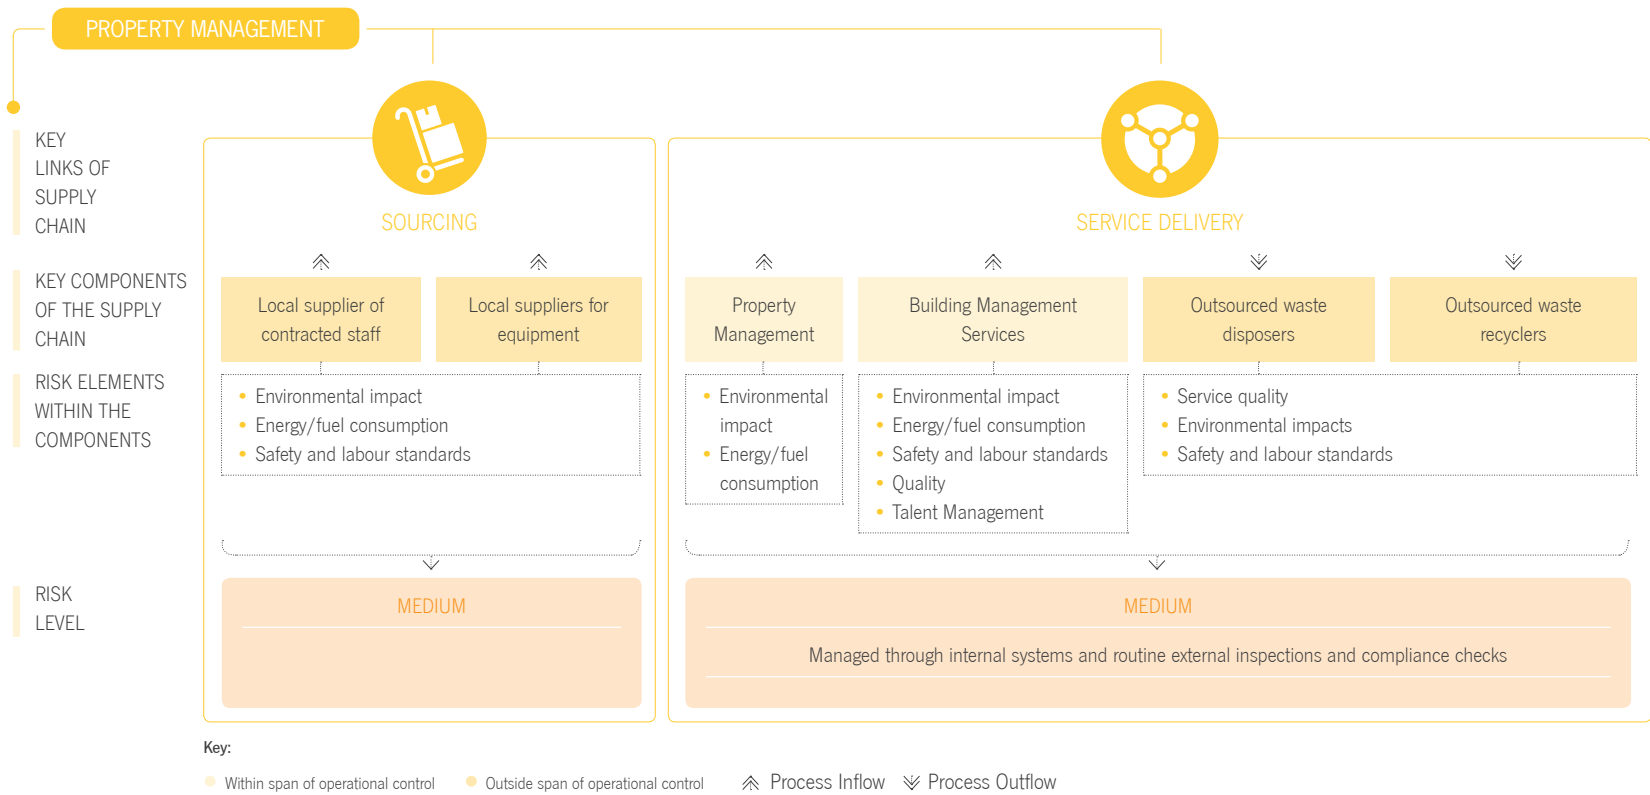 PROPERTY MANAGEMENT
KEY
LINKS OF
SUPPLY
CHAIN
SOURCING
SERVICE DELIVERY
KEY COMPONENTS
OF THE SUPPLY
CHAIN
Local supplier of
contracted staff
Local suppliers for
equipment
Property
Management
Building Management
Services
Outsourced waste
disposers
Outsourced waste
recyclers
RISK ELEMENTS
WITHIN THE
COMPONENTS
• Environmental impact
• Energy/fuel consumption
• Safety and labour standards
• Environmental
impact
• Energy/fuel
consumption
• Environmental impact
• Energy/fuel consumption
• Safety and labour standards
• Quality
• Talent Management
• Service quality
• Environmental impacts
• Safety and labour standards
RISK
LEVEL
MEDIUM
MEDIUM
Managed through internal systems and routine external inspections and compliance checks
Key:
Within span of operational control
Outside span of operational control
Process Inflow
Process Outflow